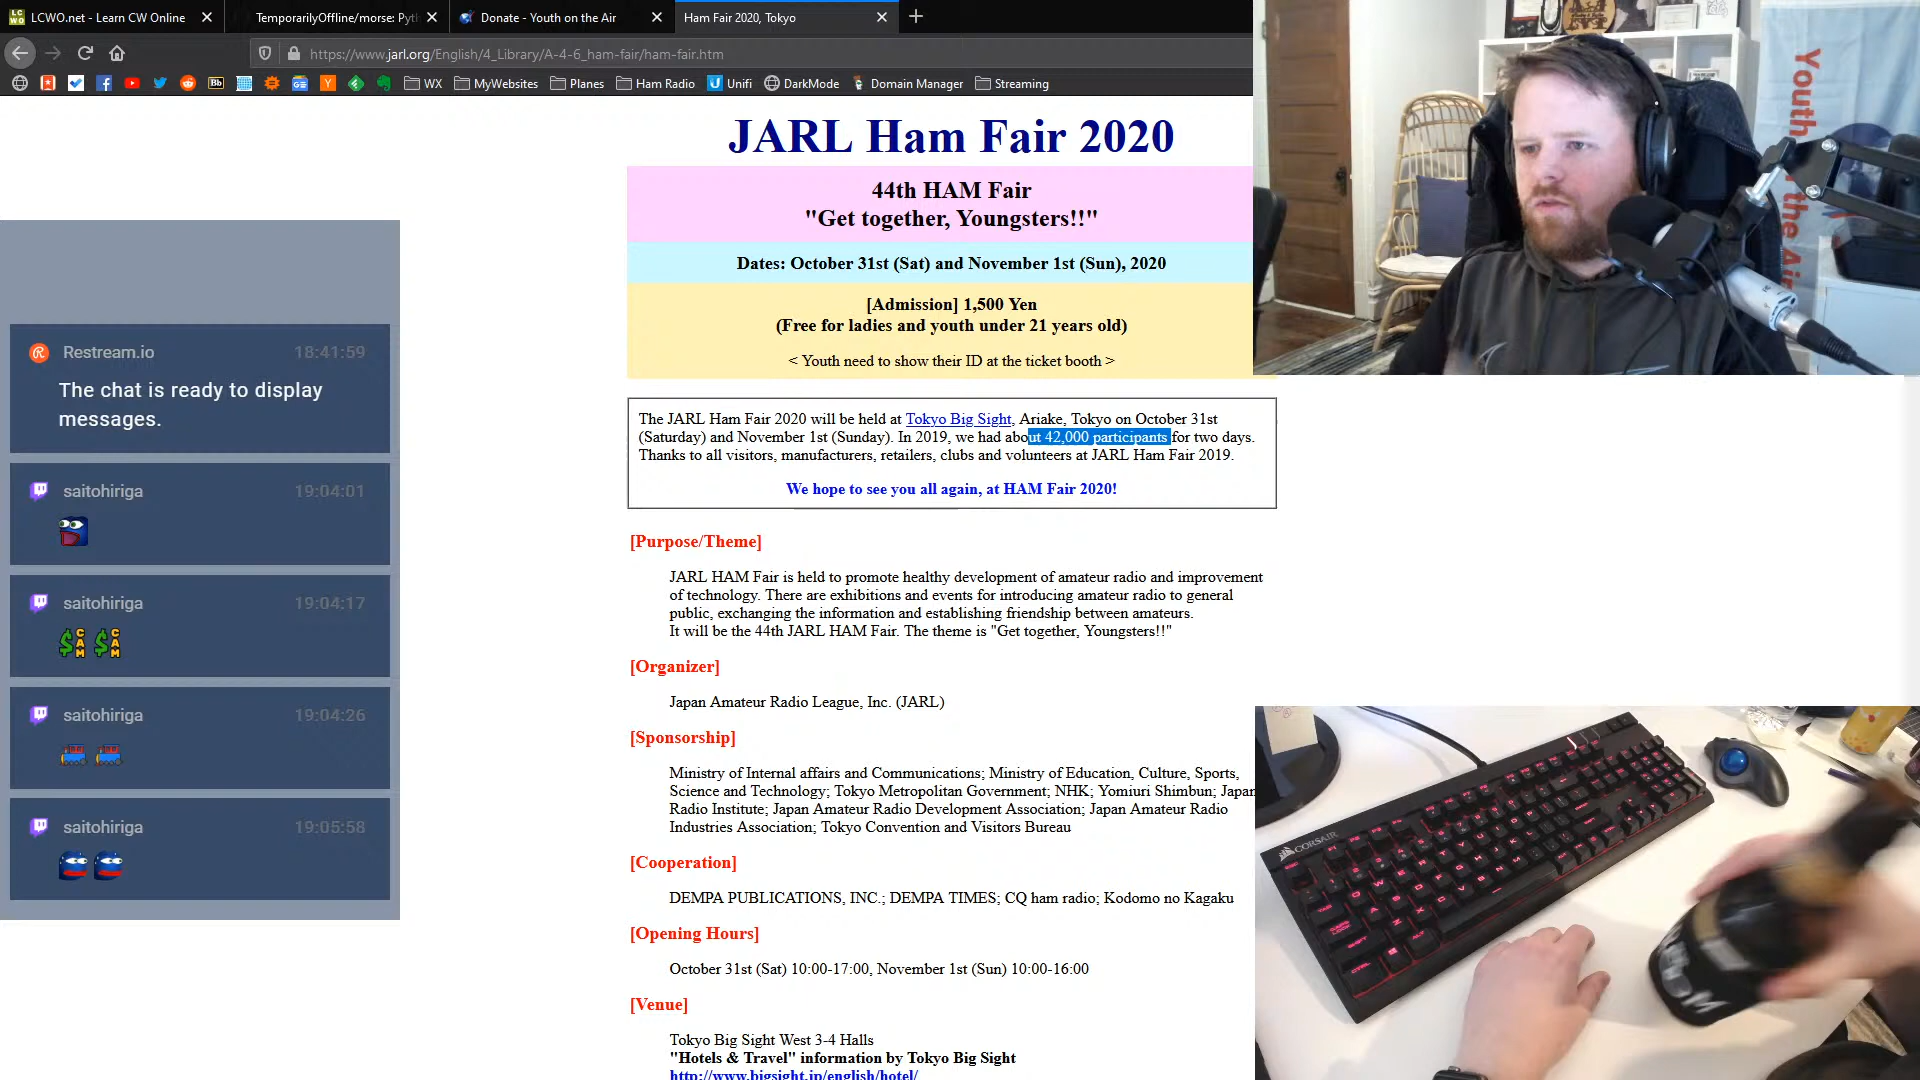 LCWO.net - Learn CW Online
TemporarilyOffline/morse: Pyth
Donate - Youth on the Air
Ham Fair 2020, Tokyo
https://www.jarl.org/English/4_Library/A-4-6_ham-fair/ham-fair.htm
WX
MyWebsites
Planes
Ham Radio
Unifi
DarkMode
Domain Manager
Streaming
JARL Ham Fair 2020
44th HAM Fair
"Get together, Youngsters!!"
Dates: October 31st (Sat) and November 1st (Sun), 2020
[Admission] 1,500 Yen
(Free for ladies and youth under 21 years old)
< Youth need to show their ID at the ticket booth >
The JARL Ham Fair 2020 will be held at Tokyo Big Sight, Ariake, Tokyo on October 31st
(Saturday) and November 1st (Sunday). In 2019, we had about 42,000 participants for two days.
Thanks to all visitors, manufacturers, retailers, clubs and volunteers at JARL Ham Fair 2019.
We hope to see you all again, at HAM Fair 2020!
[Purpose/Theme]
JARL HAM Fair is held to promote healthy development of amateur radio and improvement
of technology. There are exhibitions and events for introducing amateur radio to general
public, exchanging the information and establishing friendship between amateurs.
It will be the 44th JARL HAM Fair. The theme is "Get together, Youngsters!!"
[Organizer]
Japan Amateur Radio League, Inc. (JARL)
[Sponsorship]
Ministry of Internal affairs and Communications; Ministry of Education, Culture, Sports,
Science and Technology; Tokyo Metropolitan Government; NHK; Yomiuri Shimbun; Japan
Radio Institute; Japan Amateur Radio Development Association; Japan Amateur Radio
Industries Association; Tokyo Convention and Visitors Bureau
[Cooperation]
DEMPA PUBLICATIONS, INC.; DEMPA TIMES; CQ ham radio; Kodomo no Kagaku
[Opening Hours]
October 31st (Sat) 10:00-17:00, November 1st (Sun) 10:00-16:00
[Venue]
Tokyo Big Sight West 3-4 Halls
"Hotels & Travel" information by Tokyo Big Sight
http://www.bigsight.jp/english/hotel/
Restream.io 18:41:59
The chat is ready to display
messages.
saitohiriga 19:04:01
saitohiriga 19:04:17
$CAM $CAM
saitohiriga 19:04:26
saitohiriga 19:05:58
Youth
the Air
CORSAIR